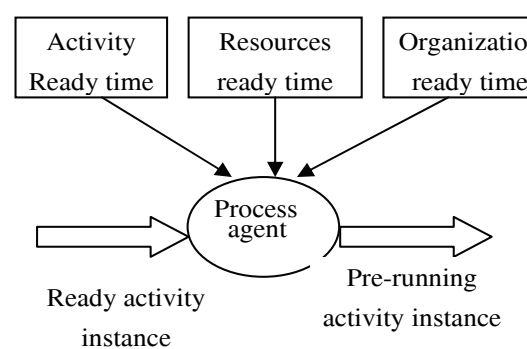 Activity
Ready time
Resources
ready time
Organizatio
ready time
Process
agent
Ready activity
instance
Pre-running
activity instance